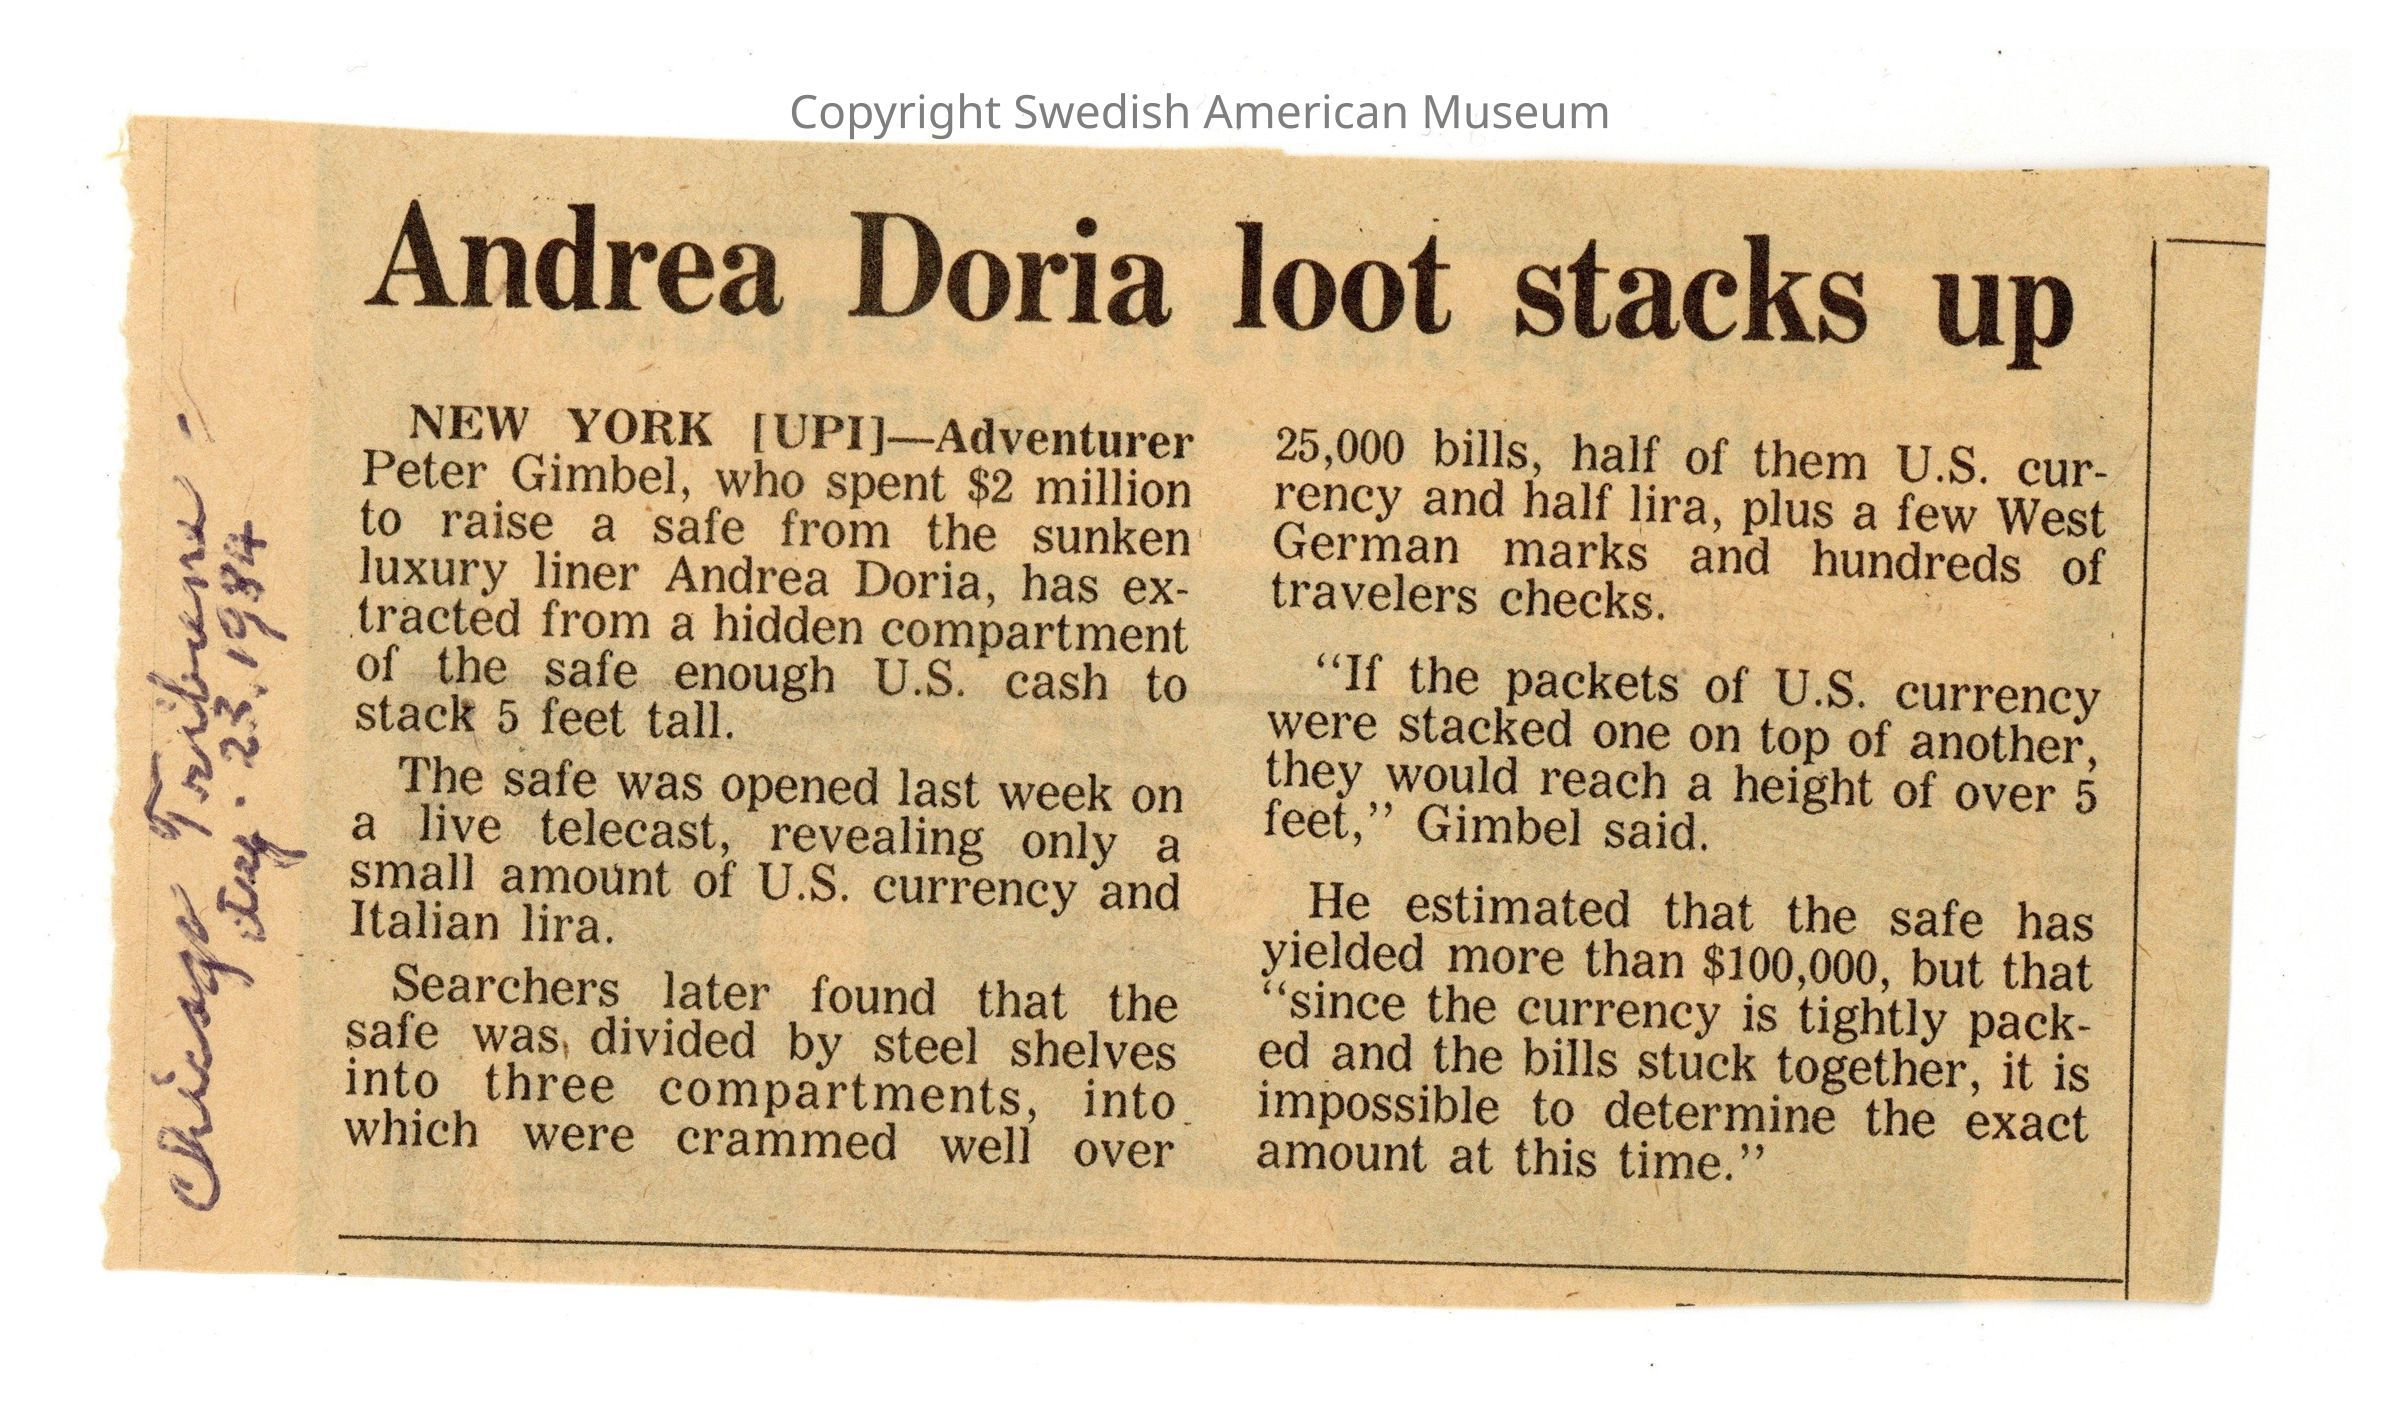 Copyright Swedish American Museum
Chicago Tribune -
Aug. 23, 1984
Andrea Doria loot stacks up
NEW YORK [UPI]—Adventurer
Peter Gimbel, who spent $2 million
to raise a safe from the sunken
luxury liner Andrea Doria, has ex-
tracted from a hidden compartment
of the safe enough U.S. cash to
stack 5 feet tall.
The safe was opened last week on
a live telecast, revealing only a
small amount of U.S. currency and
Italian lira.
Searchers later found that the
safe was divided by steel shelves
into three compartments, into
which were crammed well over
25,000 bills, half of them U.S. cur-
rency and half lira, plus a few West
German marks and hundreds of
travelers checks.
“If the packets of U.S. currency
were stacked one on top of another,
they would reach a height of over 5
feet,” Gimbel said.
He estimated that the safe has
yielded more than $100,000, but that
“since the currency is tightly pack-
ed and the bills stuck together, it is
impossible to determine the exact
amount at this time.”